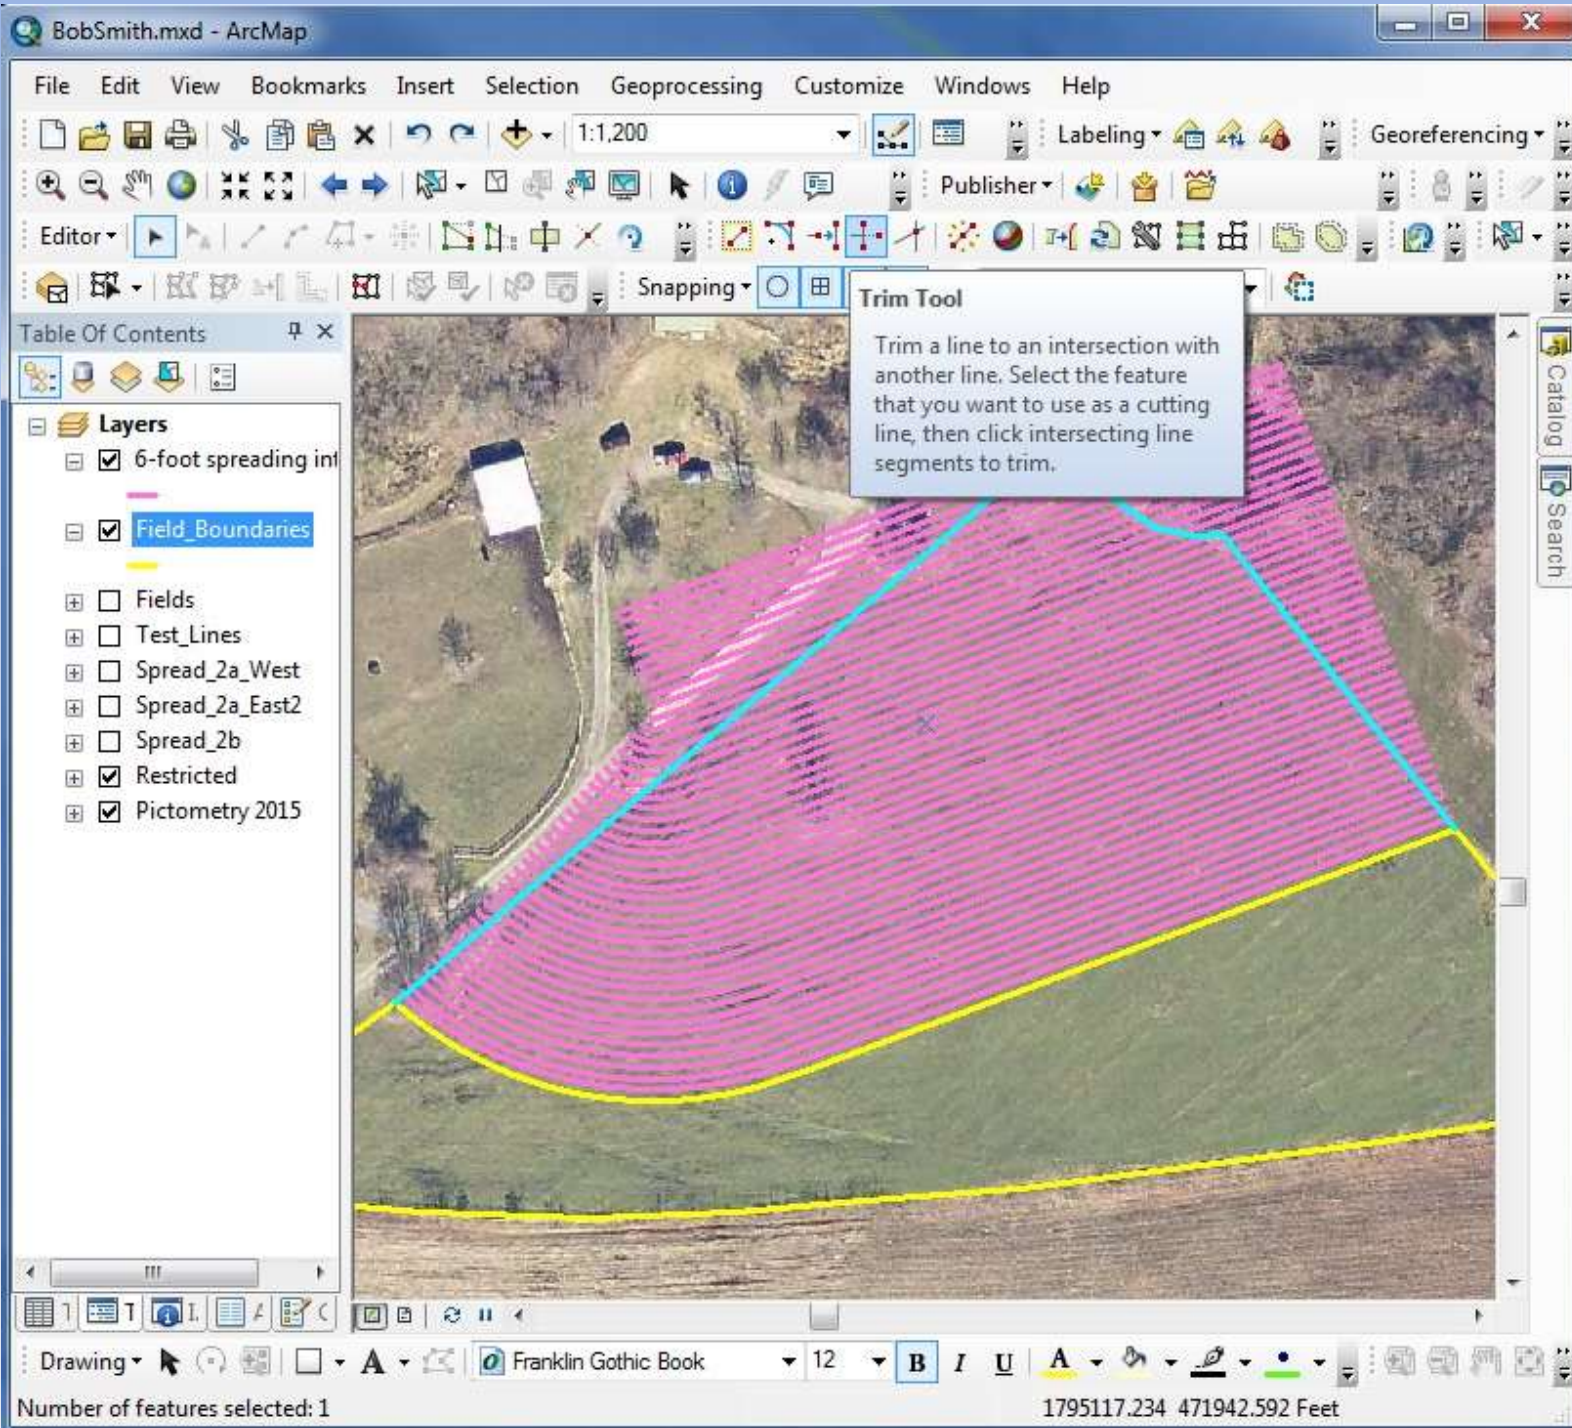 BobSmith.mxd - ArcMap
File Edit View Bookmarks Insert Selection Geoprocessing Customize Windows Help
1:1,200 Labeling Georeferencing
Publisher
Editor
Snapping
Trim Tool
Trim a line to an intersection with
another line. Select the feature
that you want to use as a cutting
line, then click intersecting line
segments to trim.
Table Of Contents
Layers
6-foot spreading int
Field_Boundaries
Fields
Test_Lines
Spread_2a_West
Spread_2a_East2
Spread_2b
Restricted
Pictometry 2015
Catalog
Search
Drawing A Franklin Gothic Book 12 B I U A
Number of features selected: 1 1795117.234 471942.592 Feet